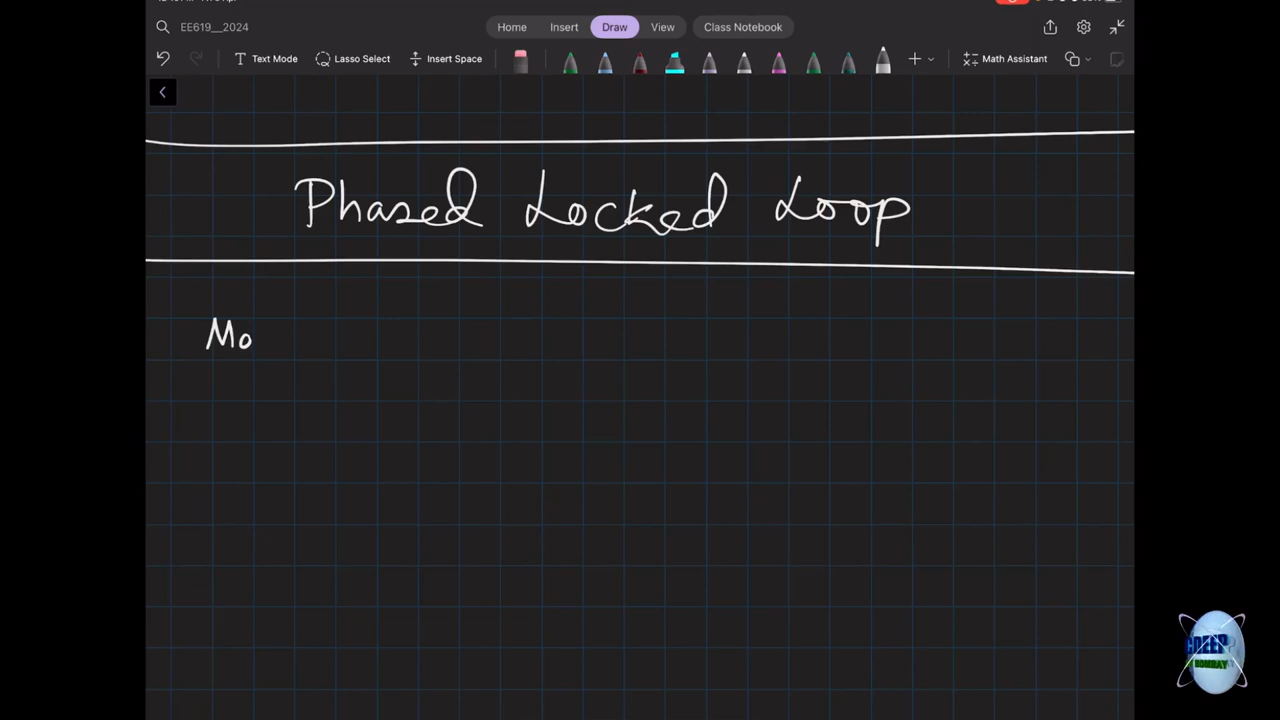 EE619__2024
Home Insert Draw View Class Notebook
Text Mode Lasso Select Insert Space Math Assistant
Phased Locked Loop
Mo
BOMBAY